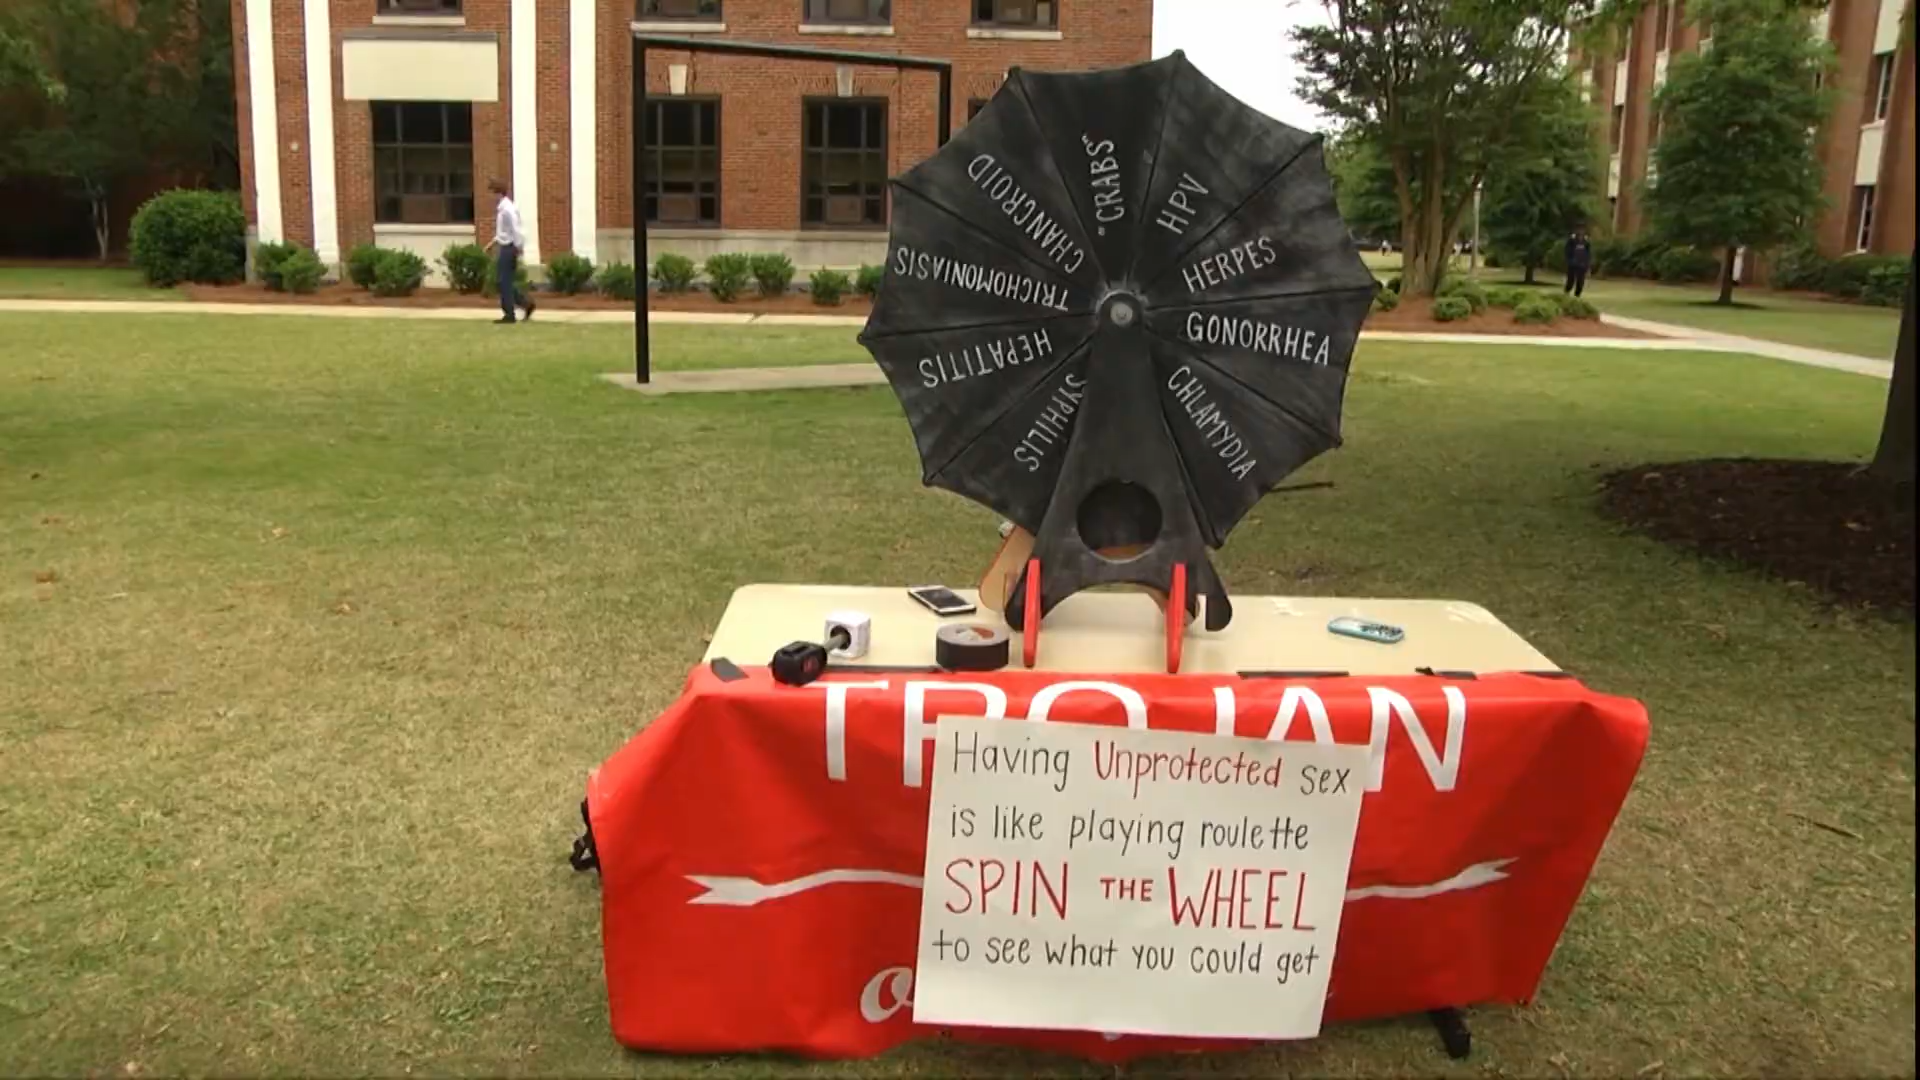 "CRABS"
HPV
CHANCROID
HERPES
TRICHOMONIASIS
GONORRHEA
HEPATITIS
CHLAMYDIA
SYPHILIS
TROJAN
Having Unprotected sex
is like playing roulette
SPIN THE WHEEL
to see what you could get